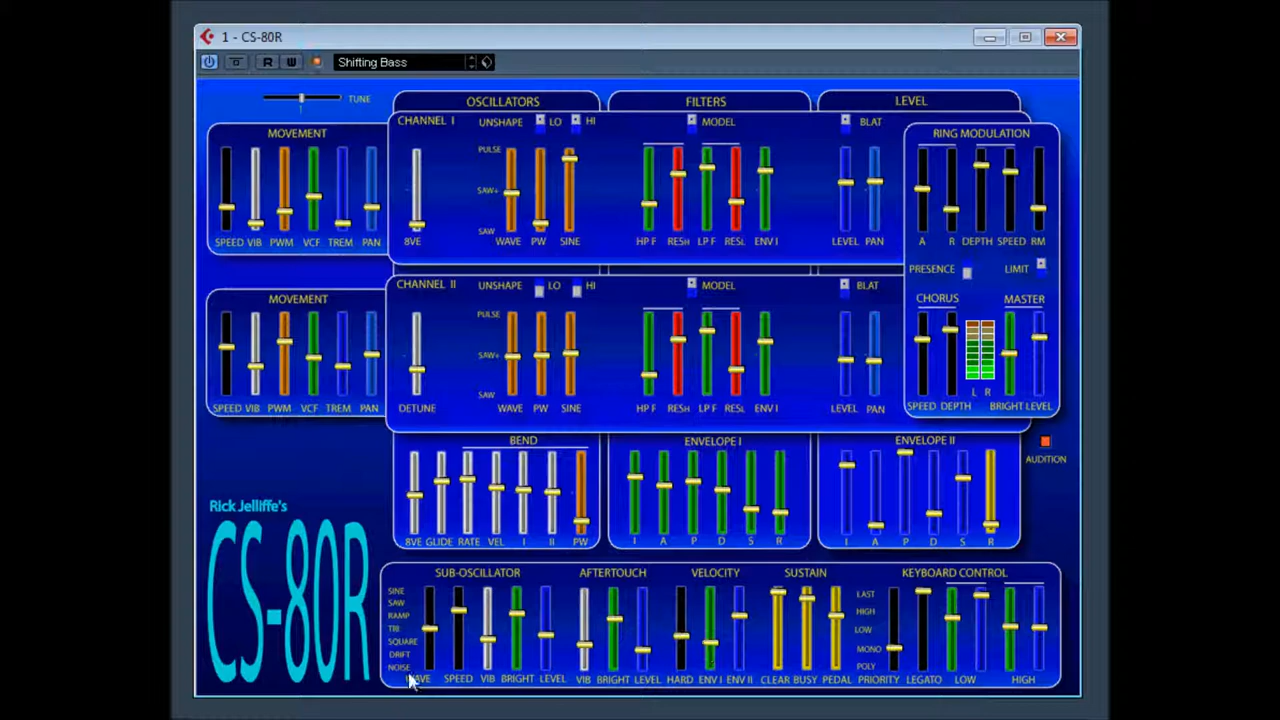 1 - CS-80R
R W
Shifting Bass
TUNE
OSCILLATORS FILTERS LEVEL
MOVEMENT
SPEED VIB PWM VCF TREM PAN
CHANNEL I
UNSHAPE LO HI
PULSE
SAW+
SAW
8VE WAVE PW SINE
MODEL
HP F RESH LP F RESL ENV I
BLAT
LEVEL PAN
RING MODULATION
A R DEPTH SPEED RM
PRESENCE LIMIT
MOVEMENT
SPEED VIB PWM VCF TREM PAN
CHANNEL II
UNSHAPE LO HI
PULSE
SAW+
SAW
DETUNE WAVE PW SINE
MODEL
HP F RESH LP F RESL ENV I
BLAT
LEVEL PAN
CHORUS MASTER
L R
SPEED DEPTH BRIGHT LEVEL
BEND
8VE GLIDE RATE VEL I II PW
ENVELOPE I
I A P D S R
ENVELOPE II
I A P D S R
AUDITION
Rick Jelliffe's
CS-80R
SUB-OSCILLATOR
SINE
SAW
RAMP
TRI
SQUARE
DRIFT
NOISE
WAVE SPEED VIB BRIGHT LEVEL
AFTERTOUCH
VIB BRIGHT LEVEL
VELOCITY
HARD ENV I ENV II
SUSTAIN
CLEAR BUSY PEDAL
KEYBOARD CONTROL
LAST
HIGH
LOW
MONO
POLY
PRIORITY LEGATO LOW HIGH